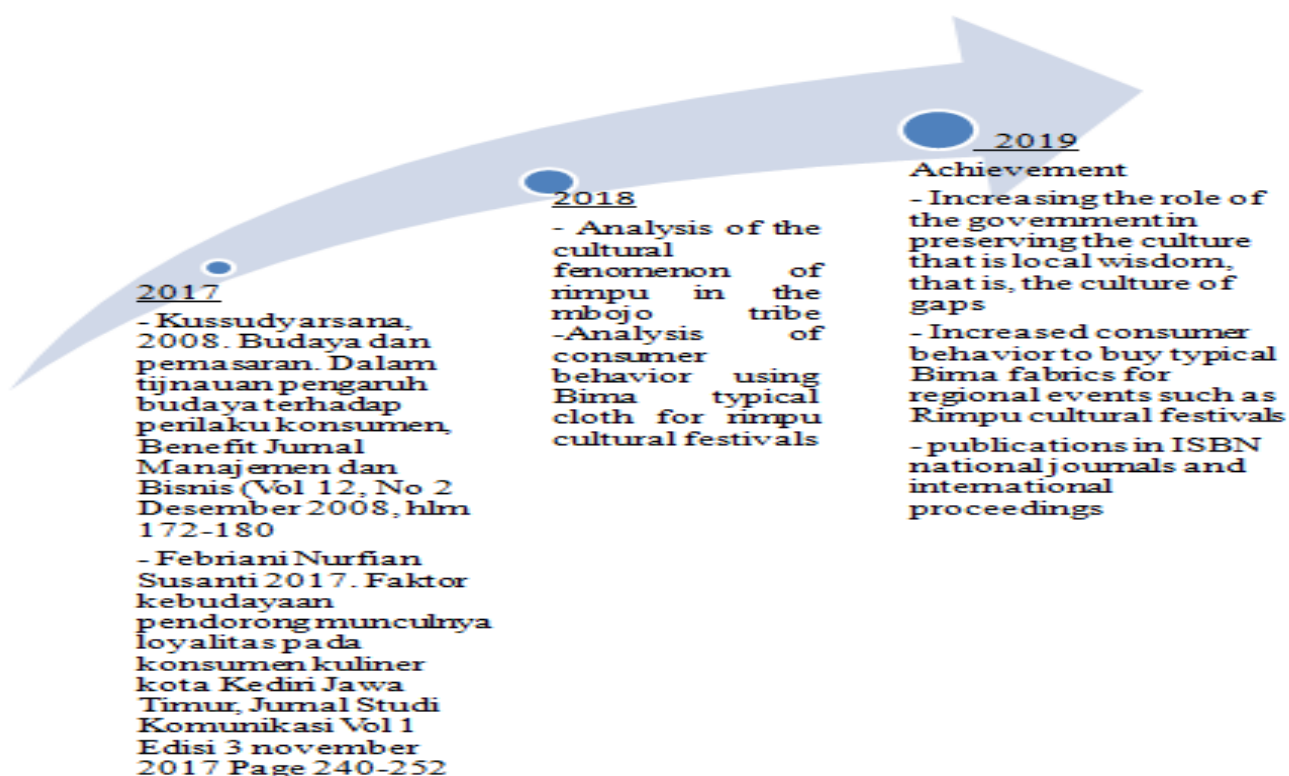 2017
- Kussudyarsana,
2008. Budaya dan
pemasaran. Dalam
tijnauan pengaruh
budaya terhadap
perilaku konsumen,
Benefit Jurnal
Manajemen dan
Bisnis (Vol 12, No 2
Desember 2008, hlm
172-180
- Febriani Nurfian
Susanti 2017. Faktor
kebudayaan
pendorong munculnya
loyalitas pada
konsumen kuliner
kota Kediri Jawa
Timur, Jurnal Studi
Komunikasi Vol 1
Edisi 3 november
2017 Page 240-252
2018
- Analysis of the
cultural
fenomenon of
rimpu in the
mbojo tribe
-Analysis of
consumer
behavior using
Bima typical
cloth for rimpu
cultural festivals
2019
Achievement
- Increasing the role of
the government in
preserving the culture
that is local wisdom,
that is, the culture of
gaps
- Increased consumer
behavior to buy typical
Bima fabrics for
regional events such as
Rimpu cultural festivals
- publications in ISBN
national journals and
international
proceedings